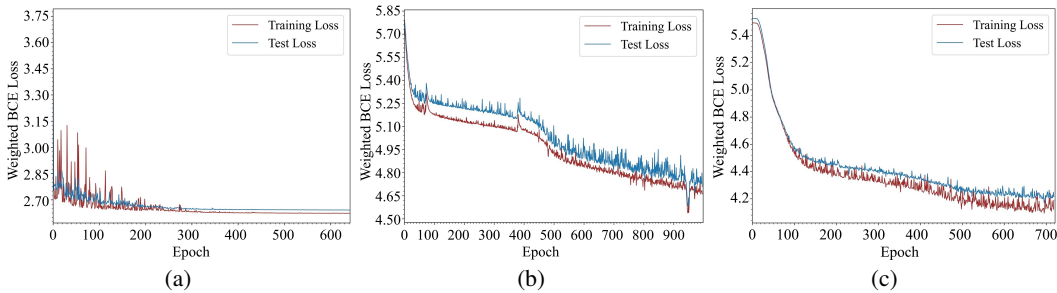 3.75
3.60
3.45
3.30
3.15
3.00
2.85
2.70
Weighted BCE Loss
Training Loss
Test Loss
0 100 200 300 400 500 600
Epoch
(a)
5.85
5.70
5.55
5.40
5.25
5.10
4.95
4.80
4.65
4.50
Weighted BCE Loss
Training Loss
Test Loss
0 100 200 300 400 500 600 700 800 900
Epoch
(b)
5.4
5.2
5.0
4.8
4.6
4.4
4.2
Weighted BCE Loss
Training Loss
Test Loss
0 100 200 300 400 500 600 700
Epoch
(c)